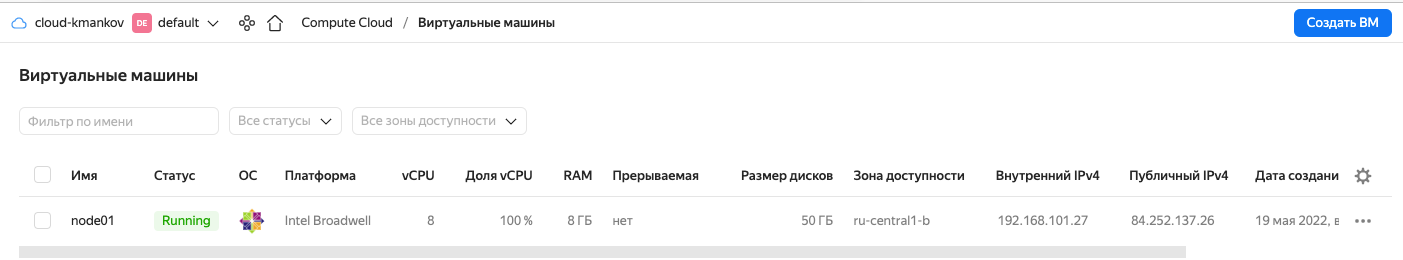 cloud-kmankov DE default Compute Cloud / Виртуальные машины Создать ВМ
Виртуальные машины
Фильтр по имени Все статусы Все зоны доступности
Имя Статус ОС Платформа vCPU Доля vCPU RAM Прерываемая Размер дисков Зона доступности Внутренний IPv4 Публичный IPv4 Дата создани
node01 Running Intel Broadwell 8 100 % 8 ГБ нет 50 ГБ ru-central1-b 192.168.101.27 84.252.137.26 19 мая 2022, в